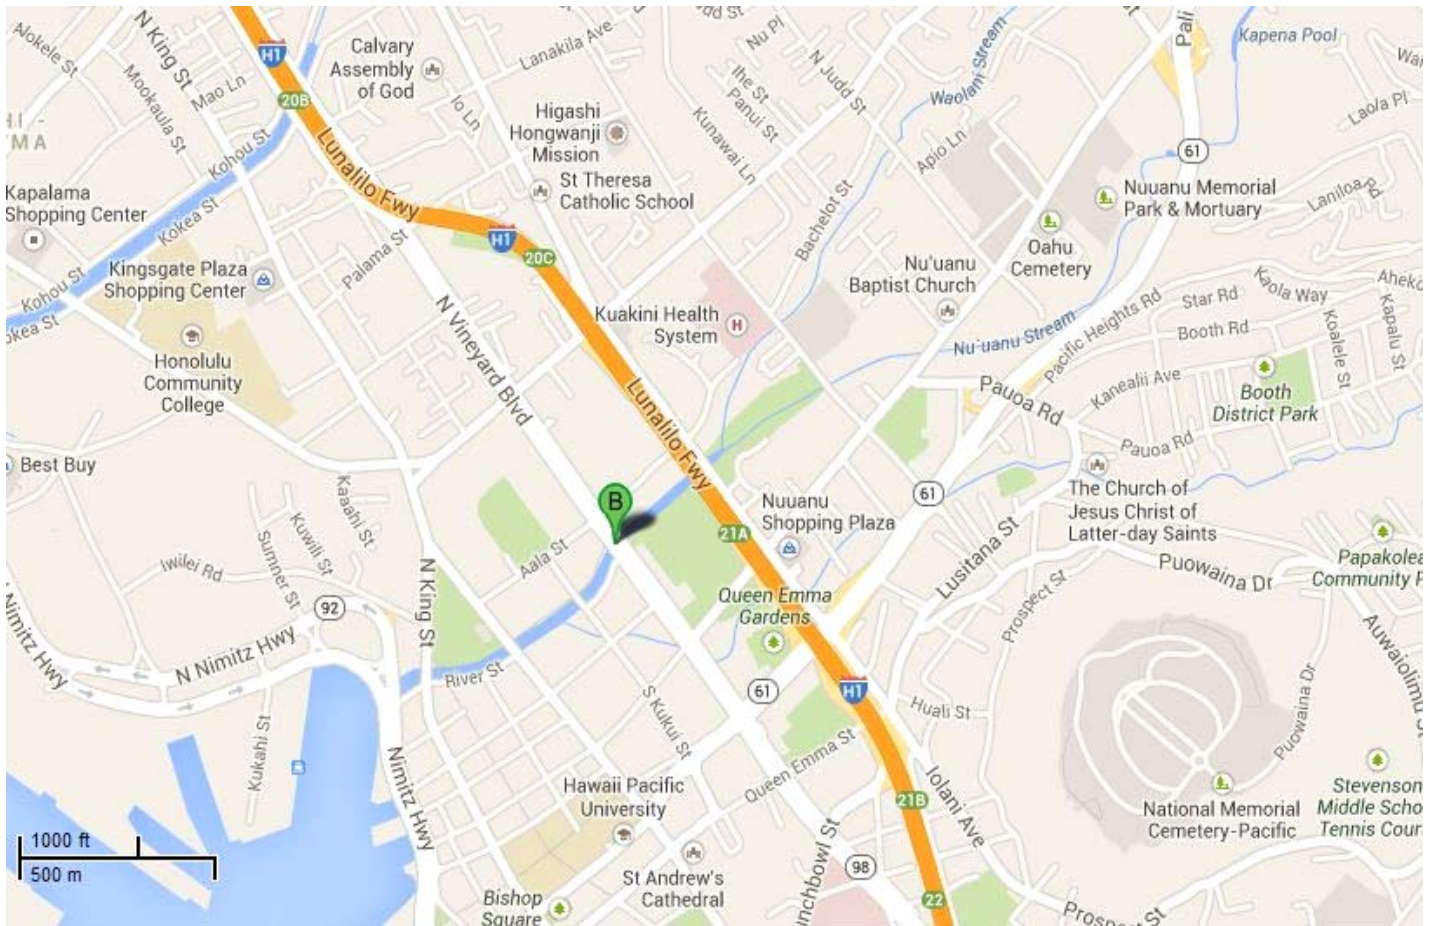 Alokele St
N King St
Mookaula St
Mao Ln
H1
20B
Calvary
Assembly
of God
Lanakila Ave
Io Ln
Nu Pl
Ihe St
Panui St
N Judd St
Kunawai Ln
Waolani Stream
Apio Ln
Pali
Kapena Pool
Laola Pl
61
Higashi
Hongwanji
Mission
St Theresa
Catholic School
Kohou St
Kokea St
Lunalilo Fwy
Kapalama
Shopping Center
Palama St
H1
20C
Bachelot St
Nuuanu Memorial
Park & Mortuary
Laniloa Rd
Oahu
Cemetery
Nu'uanu
Baptist Church
Kohou St
Kingsgate Plaza
Shopping Center
Honolulu
Community
College
N Vineyard Blvd
Kuakini Health
System
H
Nu'uanu Stream
Pacific Heights Rd
Star Rd
Kaola Way
Booth Rd
Koalele St
Kapalu St
Kanealii Ave
Booth
District Park
Pauoa Rd
Pauoa Rd
Lunalilo Fwy
Best Buy
Kaaahi St
Kuwili St
Sumner St
Iwilei Rd
B
Aala St
Nuuanu
Shopping Plaza
21A
61
The Church of
Jesus Christ of
Latter-day Saints
Lusitana St
Prospect St
Puowaina Dr
Papakolea
Community P
92
N King St
N Nimitz Hwy
Nimitz Hwy
River St
Queen Emma
Gardens
61
H1
S Kukui St
Huali St
Puowaina Dr
Auwaiolimu St
Kukahi St
Nimitz Hwy
Queen Emma St
Hawaii Pacific
University
21B
Iolani Ave
National Memorial
Cemetery-Pacific
Stevenson
Middle Scho
Tennis Cour
1000 ft
500 m
St Andrew's
Cathedral
98
22
Bishop
Square
Prospect St